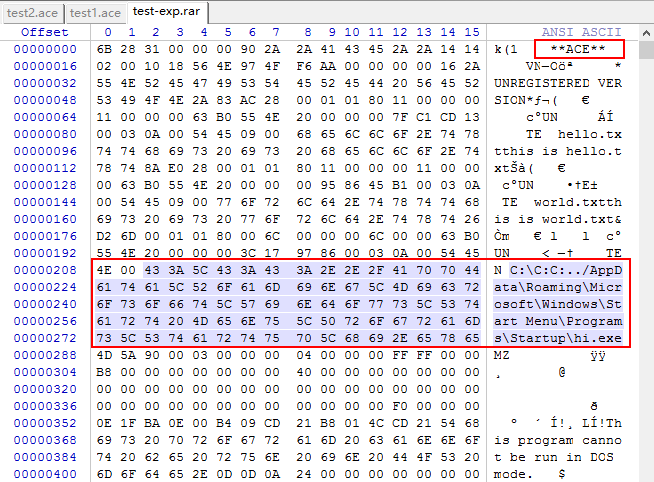 test2.ace test1.ace test-exp.rar
Offset 0 1 2 3 4 5 6 7 8 9 10 11 12 13 14 15 ANSI ASCII
00000000 6B 28 31 00 00 00 90 2A 2A 41 43 45 2A 2A 14 14 k(1 **ACE**
00000016 02 00 10 18 56 4E 97 4F F6 AA 00 00 00 00 16 2A VN—Oöª *
00000032 55 4E 52 45 47 49 53 54 45 52 45 44 20 56 45 52 UNREGISTERED VER
00000048 53 49 4F 4E 2A 83 AC 28 00 01 01 80 11 00 00 00 SION*ƒ¬( €
00000064 11 00 00 00 63 B0 55 4E 20 00 00 00 7F C1 CD 13 c°UN ÁÍ
00000080 00 03 0A 00 54 45 09 00 68 65 6C 6C 6F 2E 74 78 TE hello.tx
00000096 74 74 68 69 73 20 69 73 20 68 65 6C 6C 6F 2E 74 tthis is hello.t
00000112 78 74 8A E0 28 00 01 01 80 11 00 00 00 11 00 00 xtŠà( €
00000128 00 63 B0 55 4E 20 00 00 00 95 86 45 B1 00 03 0A c°UN •†E±
00000144 00 54 45 09 00 77 6F 72 6C 64 2E 74 78 74 74 68 TE world.txtth
00000160 69 73 20 69 73 20 77 6F 72 6C 64 2E 74 78 74 26 is is world.txt&
00000176 D2 6D 00 01 01 80 00 6C 00 00 00 6C 00 00 63 B0 Òm € l l c°
00000192 55 4E 20 00 00 00 3C 17 97 86 00 03 0A 00 54 45 UN < —† TE
00000208 4E 00 43 3A 5C 43 3A 43 3A 2E 2E 2F 41 70 70 44 N C:\C:C:../AppD
00000224 61 74 61 5C 52 6F 61 6D 69 6E 67 5C 4D 69 63 72 ata\Roaming\Micr
00000240 6F 73 6F 66 74 5C 57 69 6E 64 6F 77 73 5C 53 74 osoft\Windows\St
00000256 61 72 74 20 4D 65 6E 75 5C 50 72 6F 67 72 61 6D art Menu\Program
00000272 73 5C 53 74 61 72 74 75 70 5C 68 69 2E 65 78 65 s\Startup\hi.exe
00000288 4D 5A 90 00 03 00 00 00 04 00 00 00 FF FF 00 00 MZ ÿÿ
00000304 B8 00 00 00 00 00 00 00 40 00 00 00 00 00 00 00 ¸ @
00000320 00 00 00 00 00 00 00 00 00 00 00 00 00 00 00 00
00000336 00 00 00 00 00 00 00 00 00 00 00 00 F0 00 00 00 ð
00000352 0E 1F BA 0E 00 B4 09 CD 21 B8 01 4C CD 21 54 68 º ´ Í!¸ LÍ!Th
00000368 69 73 20 70 72 6F 67 72 61 6D 20 63 61 6E 6E 6F is program canno
00000384 74 20 62 65 20 72 75 6E 20 69 6E 20 44 4F 53 20 t be run in DOS
00000400 6D 6F 64 65 2E 0D 0D 0A 24 00 00 00 00 00 00 00 mode. $